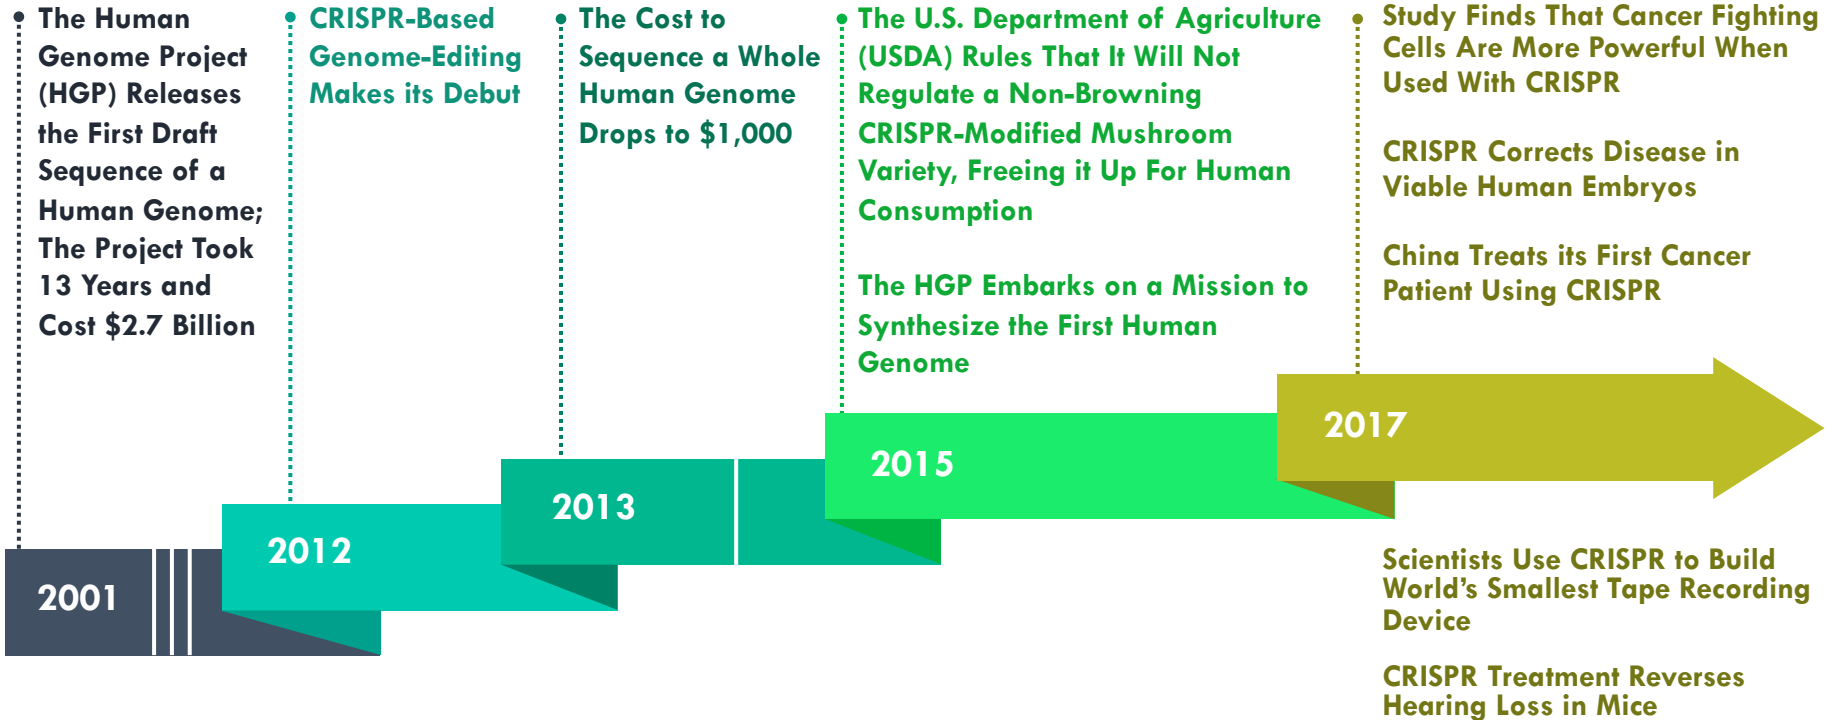 The Human
Genome Project
(HGP) Releases
the First Draft
Sequence of a
Human Genome;
The Project Took
13 Years and
Cost $2.7 Billion
CRISPR-Based
Genome-Editing
Makes its Debut
The Cost to
Sequence a Whole
Human Genome
Drops to $1,000
The U.S. Department of Agriculture
(USDA) Rules That It Will Not
Regulate a Non-Browning
CRISPR-Modified Mushroom
Variety, Freeing it Up For Human
Consumption
The HGP Embarks on a Mission to
Synthesize the First Human
Genome
Study Finds That Cancer Fighting
Cells Are More Powerful When
Used With CRISPR
CRISPR Corrects Disease in
Viable Human Embryos
China Treats its First Cancer
Patient Using CRISPR
2001
2012
2013
2015
2017
Scientists Use CRISPR to Build
World’s Smallest Tape Recording
Device
CRISPR Treatment Reverses
Hearing Loss in Mice